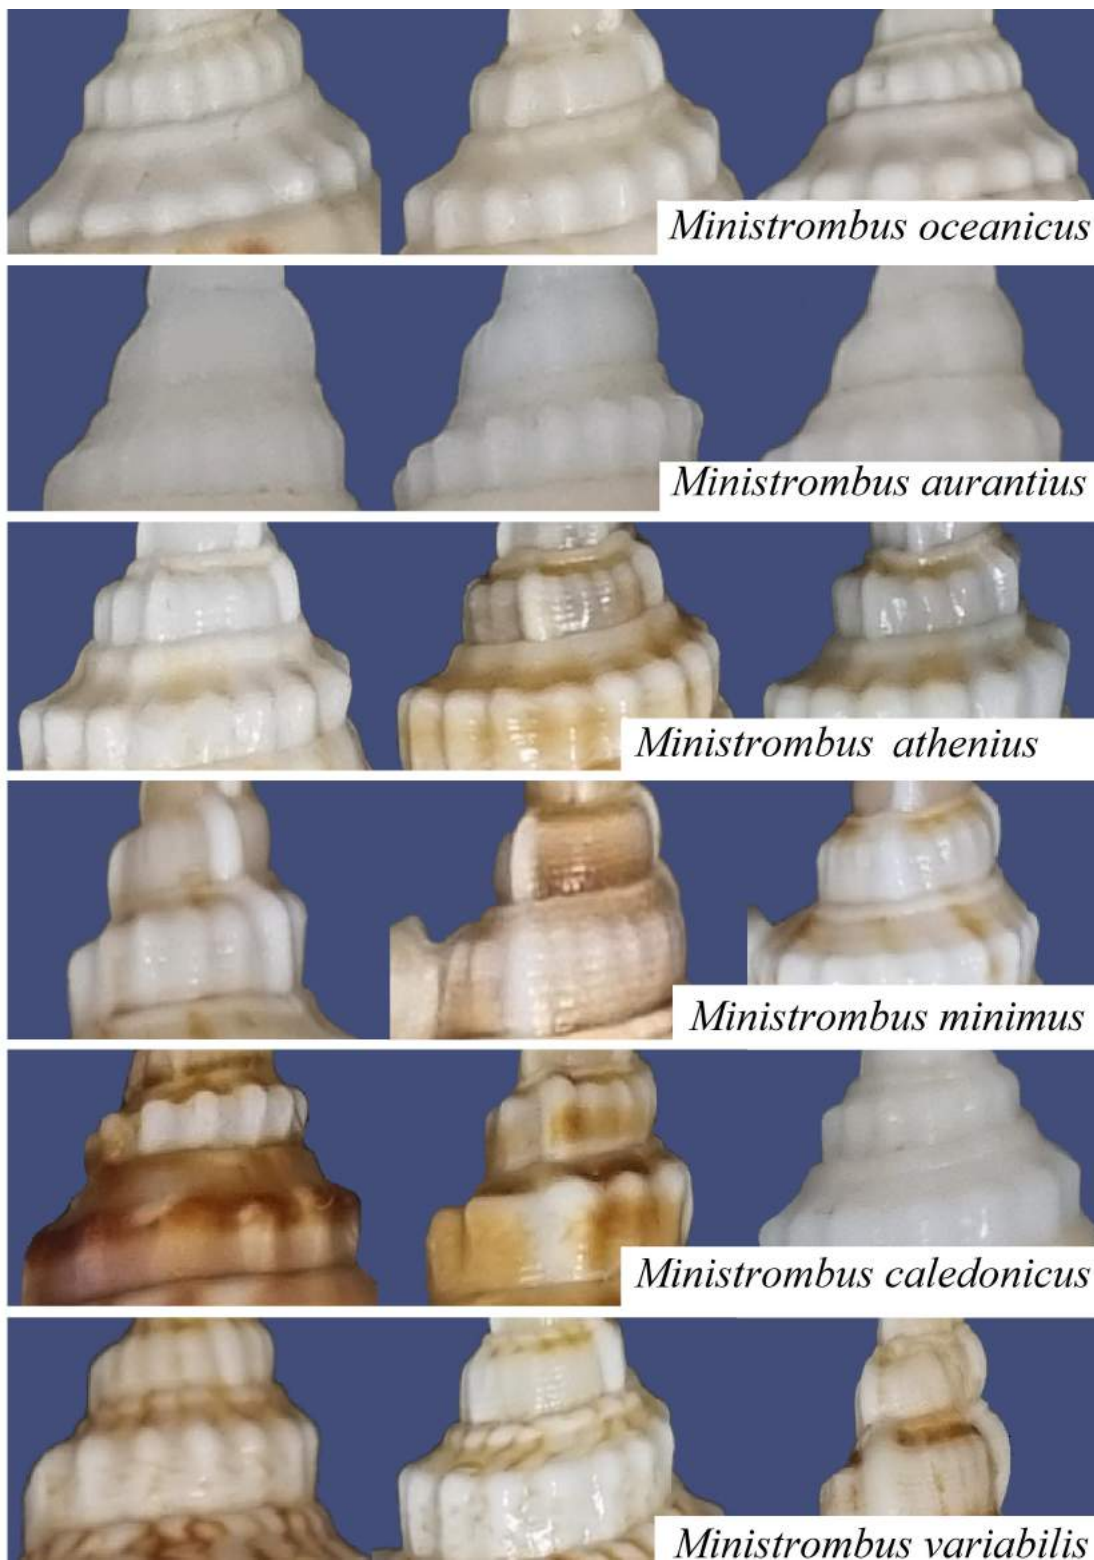 Ministrombus oceanicus
Ministrombus aurantius
Ministrombus athenius
Ministrombus minimus
Ministrombus caledonicus
Ministrombus variabilis